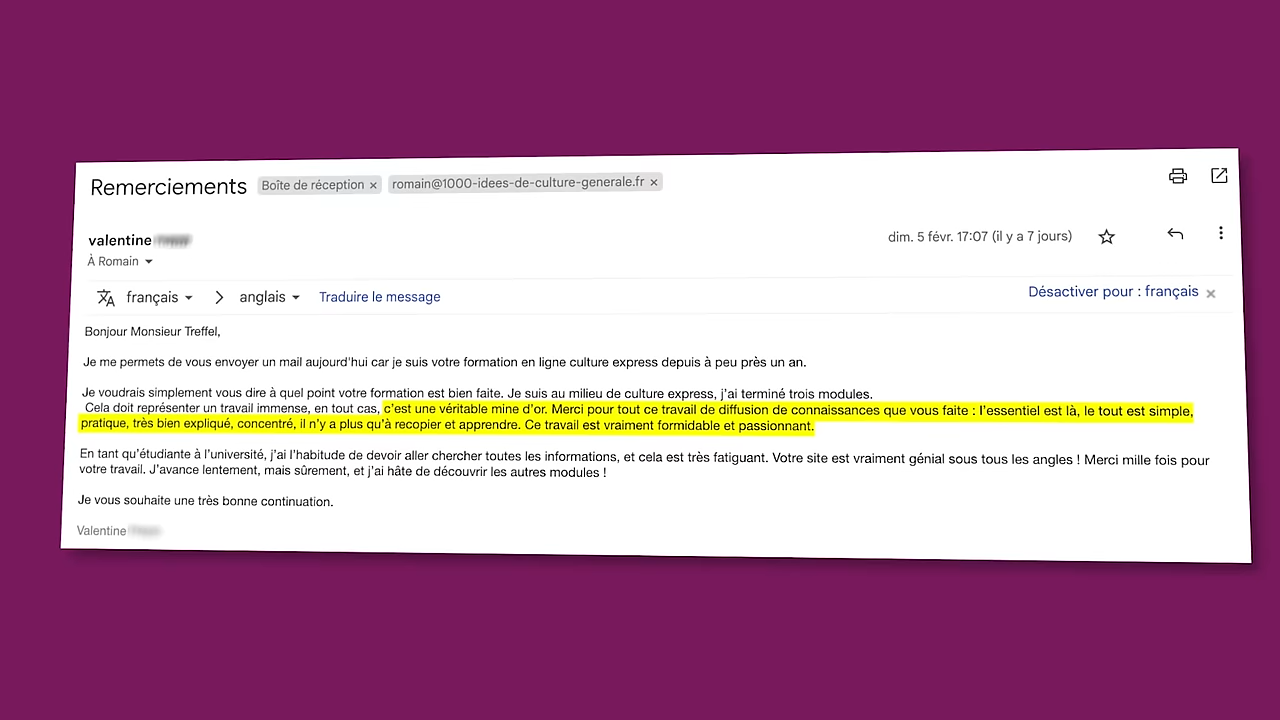 Remerciements Boîte de réception × romain@1000-idees-de-culture-generale.fr ×
valentine
dim. 5 févr. 17:07 (il y a 7 jours)
À Romain
français > anglais Traduire le message Désactiver pour : français ×
Bonjour Monsieur Treffel,
Je me permets de vous envoyer un mail aujourd'hui car je suis votre formation en ligne culture express depuis à peu près un an.
Je voudrais simplement vous dire à quel point votre formation est bien faite. Je suis au milieu de culture express, j'ai terminé trois modules.
Cela doit représenter un travail immense, en tout cas, c'est une véritable mine d'or. Merci pour tout ce travail de diffusion de connaissances que vous faite : l'essentiel est là, le tout est simple,
pratique, très bien expliqué, concentré, il n'y a plus qu'à recopier et apprendre. Ce travail est vraiment formidable et passionnant.
En tant qu'étudiante à l'université, j'ai l'habitude de devoir aller chercher toutes les informations, et cela est très fatiguant. Votre site est vraiment génial sous tous les angles ! Merci mille fois pour
votre travail. J'avance lentement, mais sûrement, et j'ai hâte de découvrir les autres modules !
Je vous souhaite une très bonne continuation.
Valentine